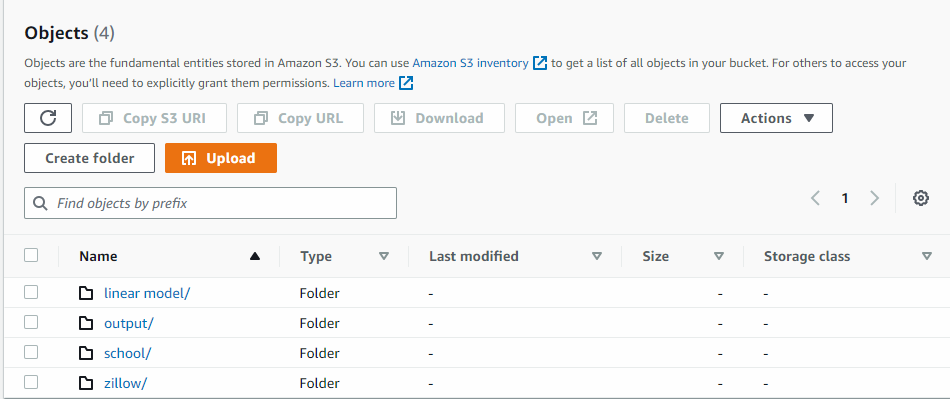 Objects (4)
Objects are the fundamental entities stored in Amazon S3. You can use Amazon S3 inventory to get a list of all objects in your bucket. For others to access your
objects, you'll need to explicitly grant them permissions. Learn more
Copy S3 URI Copy URL Download Open Delete Actions
Create folder Upload
Find objects by prefix 1
Name Type Last modified Size Storage class
linear model/ Folder - - -
output/ Folder - - -
school/ Folder - - -
zillow/ Folder - - -